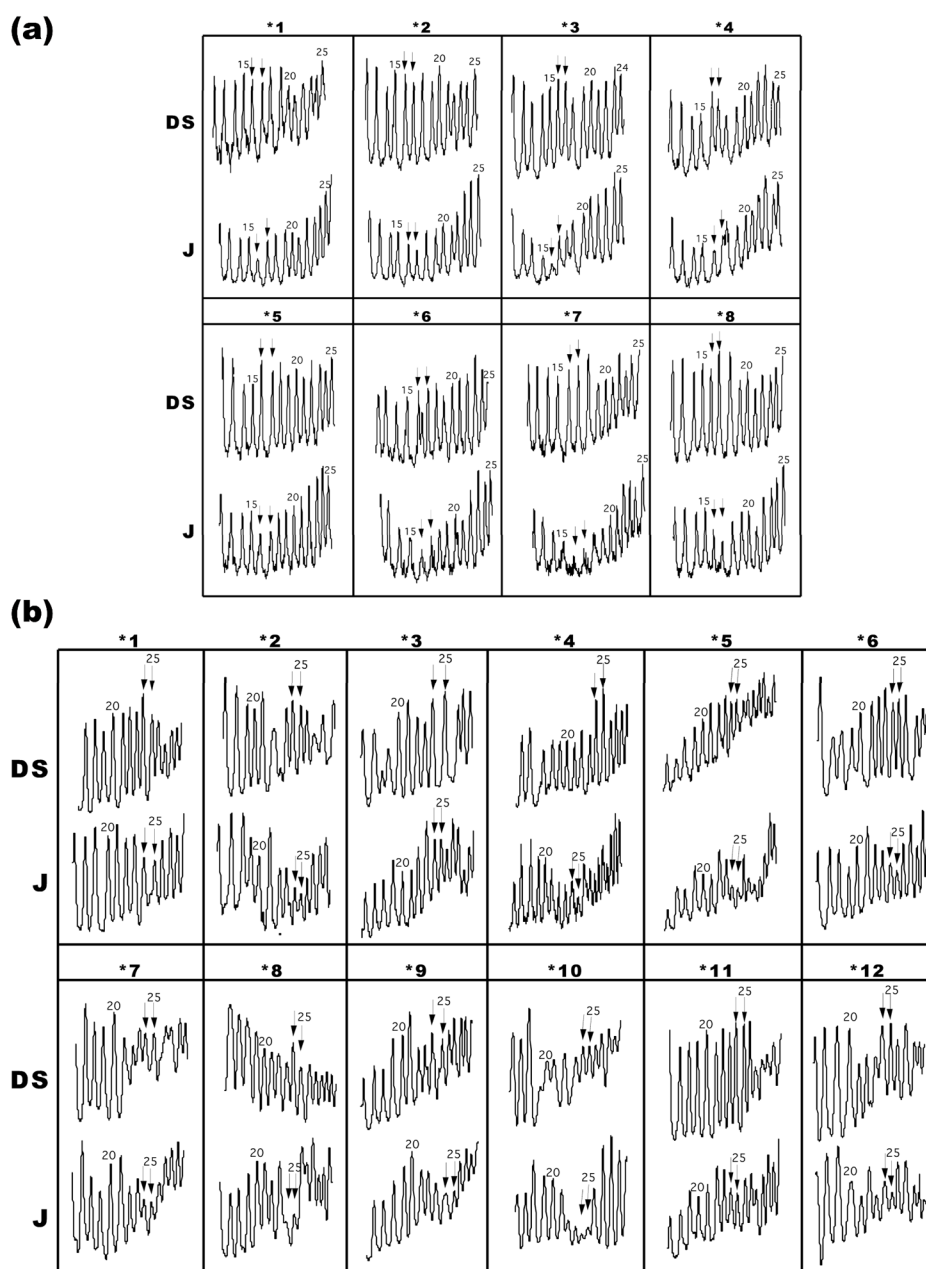 (a)
*1 *2 *3 *4
25 25 24 25
DS
15 20 15 20 15 20 15 20
25 25 25 25
J
15 20 15 20 15 20 15 20
*5 *6 *7 *8
25 25 25 25
DS
15 20 15 20 15 20 15 20
25 25 25 25
J
15 20 15 20 15 20 15 20
(b)
*1 *2 *3 *4 *5 *6
25 25 25 25 25 25
DS
20 20 20 20 20 20
25 25 25 25 25 25
J
20 20 20 20 20 20
*7 *8 *9 *10 *11 *12
25 25 25 25 25 25
DS
20 20 20 20 20 20
25 25 25 25 25 25
J
20 20 20 20 20 20